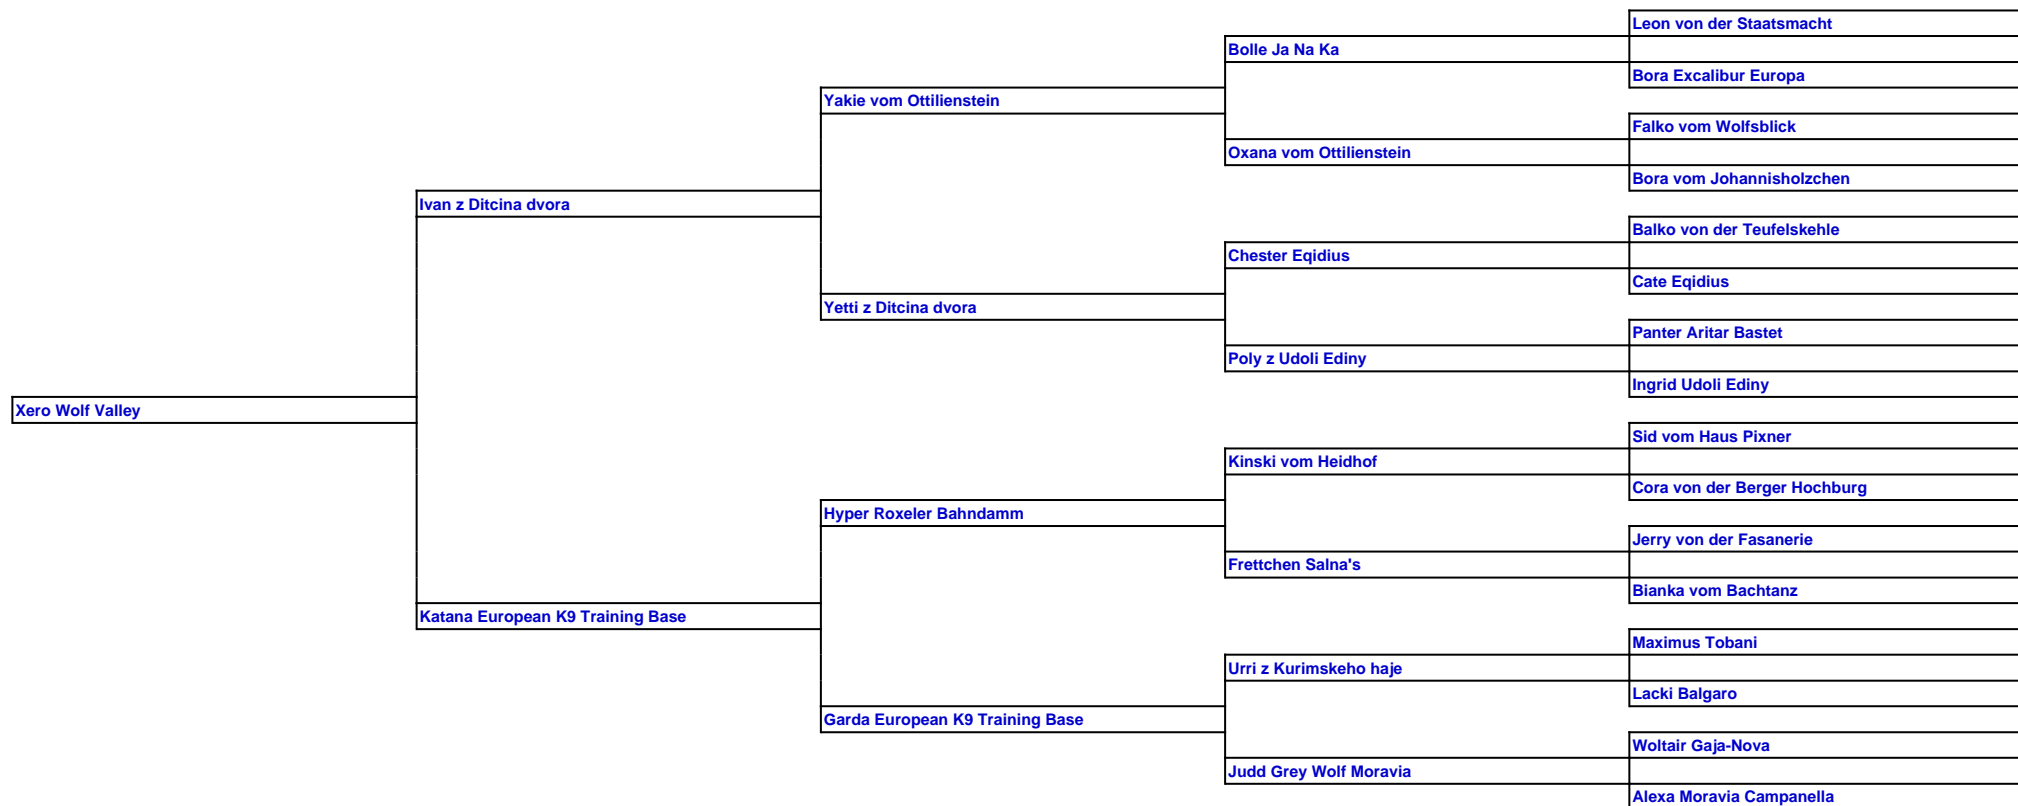 Leon von der Staatsmacht
Bolle Ja Na Ka
Bora Excalibur Europa
Yakie vom Ottilienstein
Falko vom Wolfsblick
Oxana vom Ottilienstein
Bora vom Johannisholzchen
Ivan z Ditcina dvora
Balko von der Teufelskehle
Chester Eqidius
Cate Eqidius
Yetti z Ditcina dvora
Panter Aritar Bastet
Poly z Udoli Ediny
Ingrid Udoli Ediny
Xero Wolf Valley
Sid vom Haus Pixner
Kinski vom Heidhof
Cora von der Berger Hochburg
Hyper Roxeler Bahndamm
Jerry von der Fasanerie
Frettchen Salna's
Bianka vom Bachtanz
Katana European K9 Training Base
Maximus Tobani
Urri z Kurimskeho haje
Lacki Balgaro
Garda European K9 Training Base
Woltair Gaja-Nova
Judd Grey Wolf Moravia
Alexa Moravia Campanella